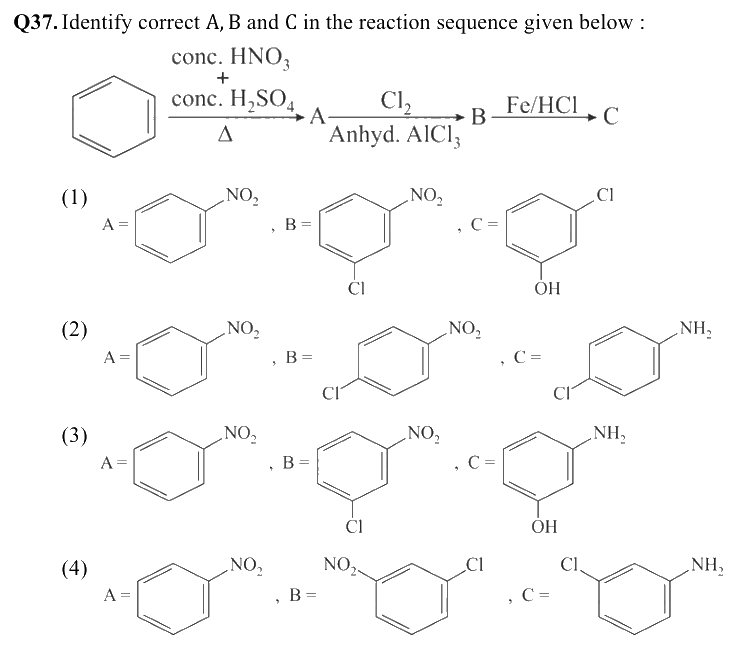 Q37. Identify correct A, B and C in the reaction sequence given below :
conc. HNO₃
+
conc. H₂SO₄
Δ
A
Cl₂
Anhyd. AlCl₃
B
Fe/HCl
C
(1)
A =
NO₂
, B =
NO₂
Cl
, C =
Cl
OH
(2)
A =
NO₂
, B =
NO₂
Cl
, C =
NH₂
Cl
(3)
A =
NO₂
, B =
NO₂
Cl
, C =
NH₂
OH
(4)
A =
NO₂
, B =
NO₂
Cl
, C =
Cl
NH₂